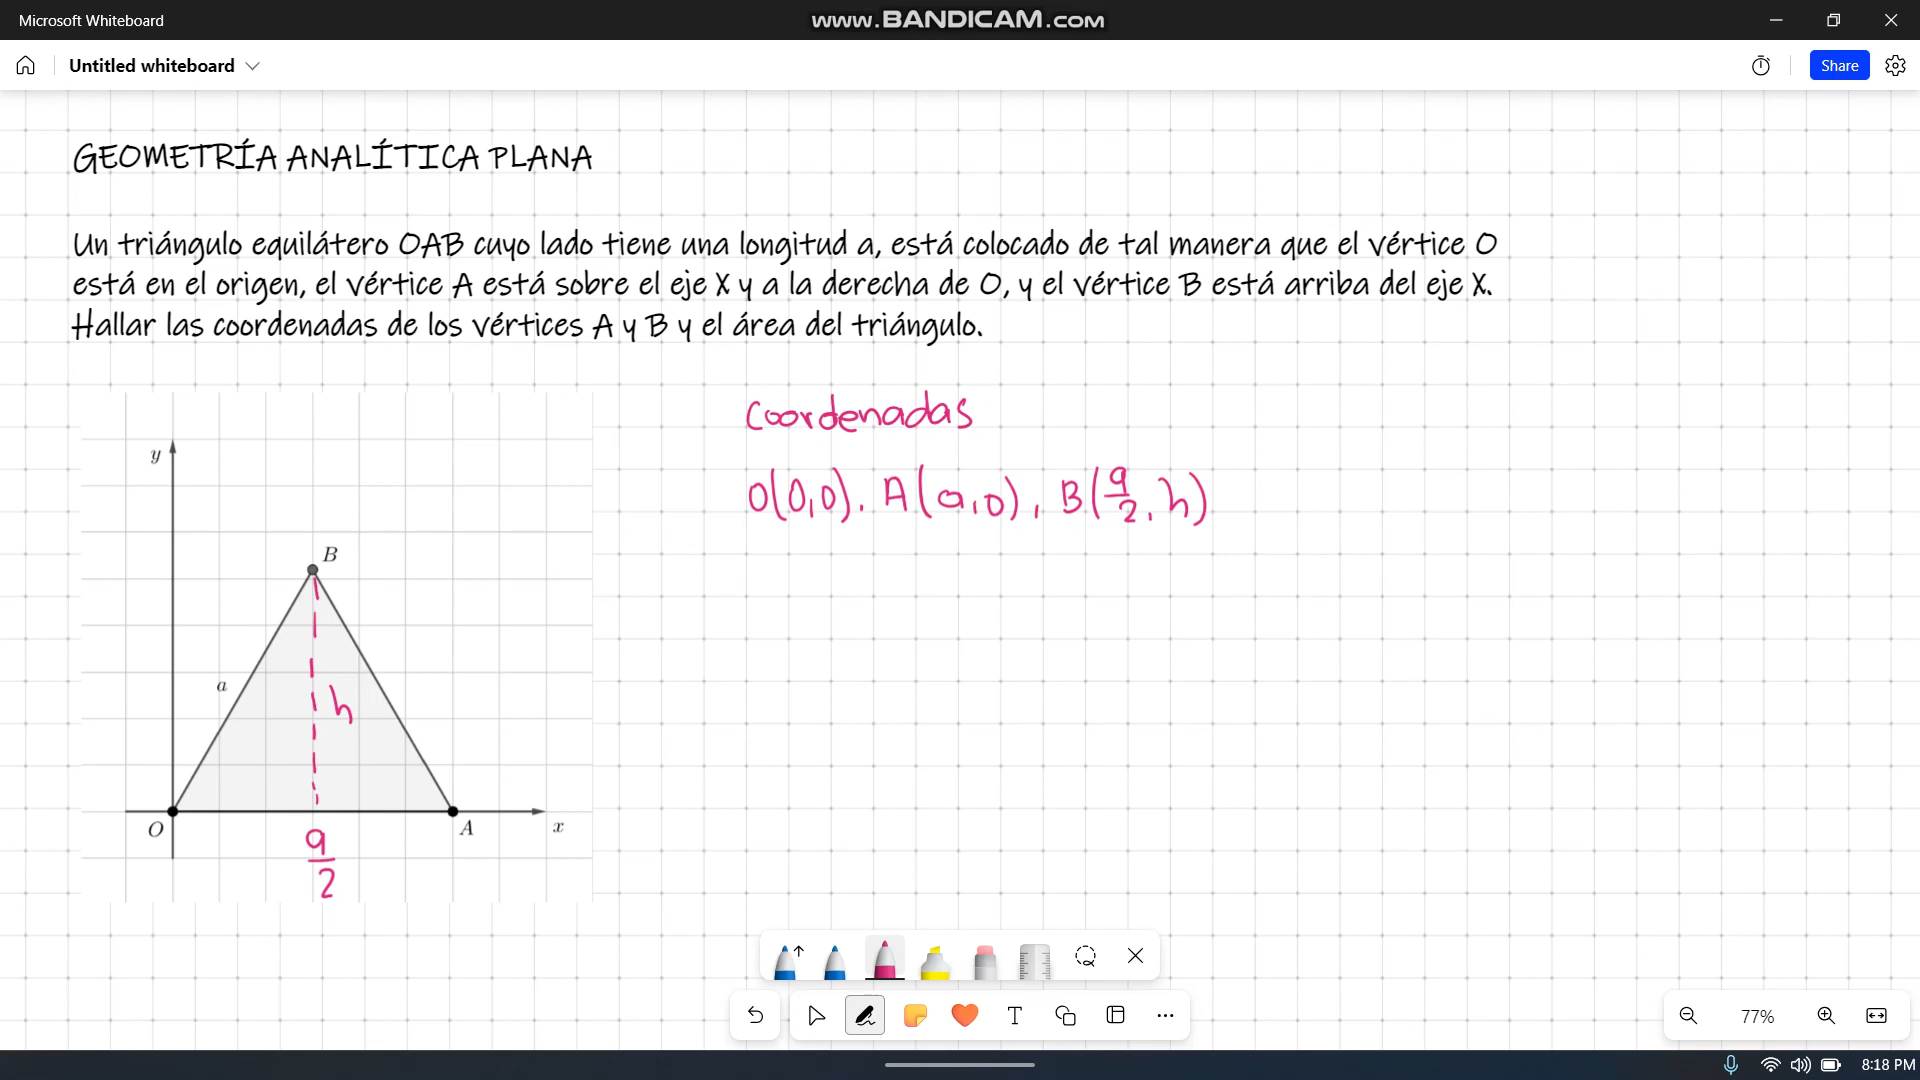 Microsoft Whiteboard
www.BANDICAM.com
Untitled whiteboard
Share
GEOMETRÍA ANALÍTICA PLANA
Un triángulo equilátero OAB cuyo lado tiene una longitud a, está colocado de tal manera que el vértice O
está en el origen, el vértice A está sobre el eje X y a la derecha de O, y el vértice B está arriba del eje X.
Hallar las coordenadas de los vértices A y B y el área del triángulo.
Coordenadas
O(0,0). A(a,0), B(a/2, h)
y
B
a
h
O
A
x
a/2
77%
8:18 PM